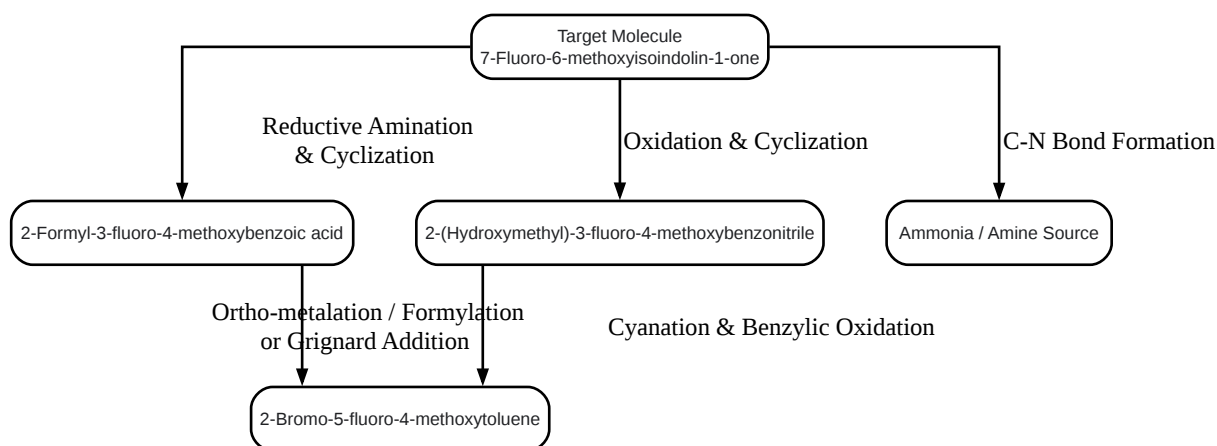 Target Molecule
7-Fluoro-6-methoxyisoindolin-1-one
Reductive Amination
& Cyclization
Oxidation & Cyclization
C-N Bond Formation
2-Formyl-3-fluoro-4-methoxybenzoic acid
2-(Hydroxymethyl)-3-fluoro-4-methoxybenzonitrile
Ammonia / Amine Source
Ortho-metalation / Formylation
or Grignard Addition
Cyanation & Benzylic Oxidation
2-Bromo-5-fluoro-4-methoxytoluene